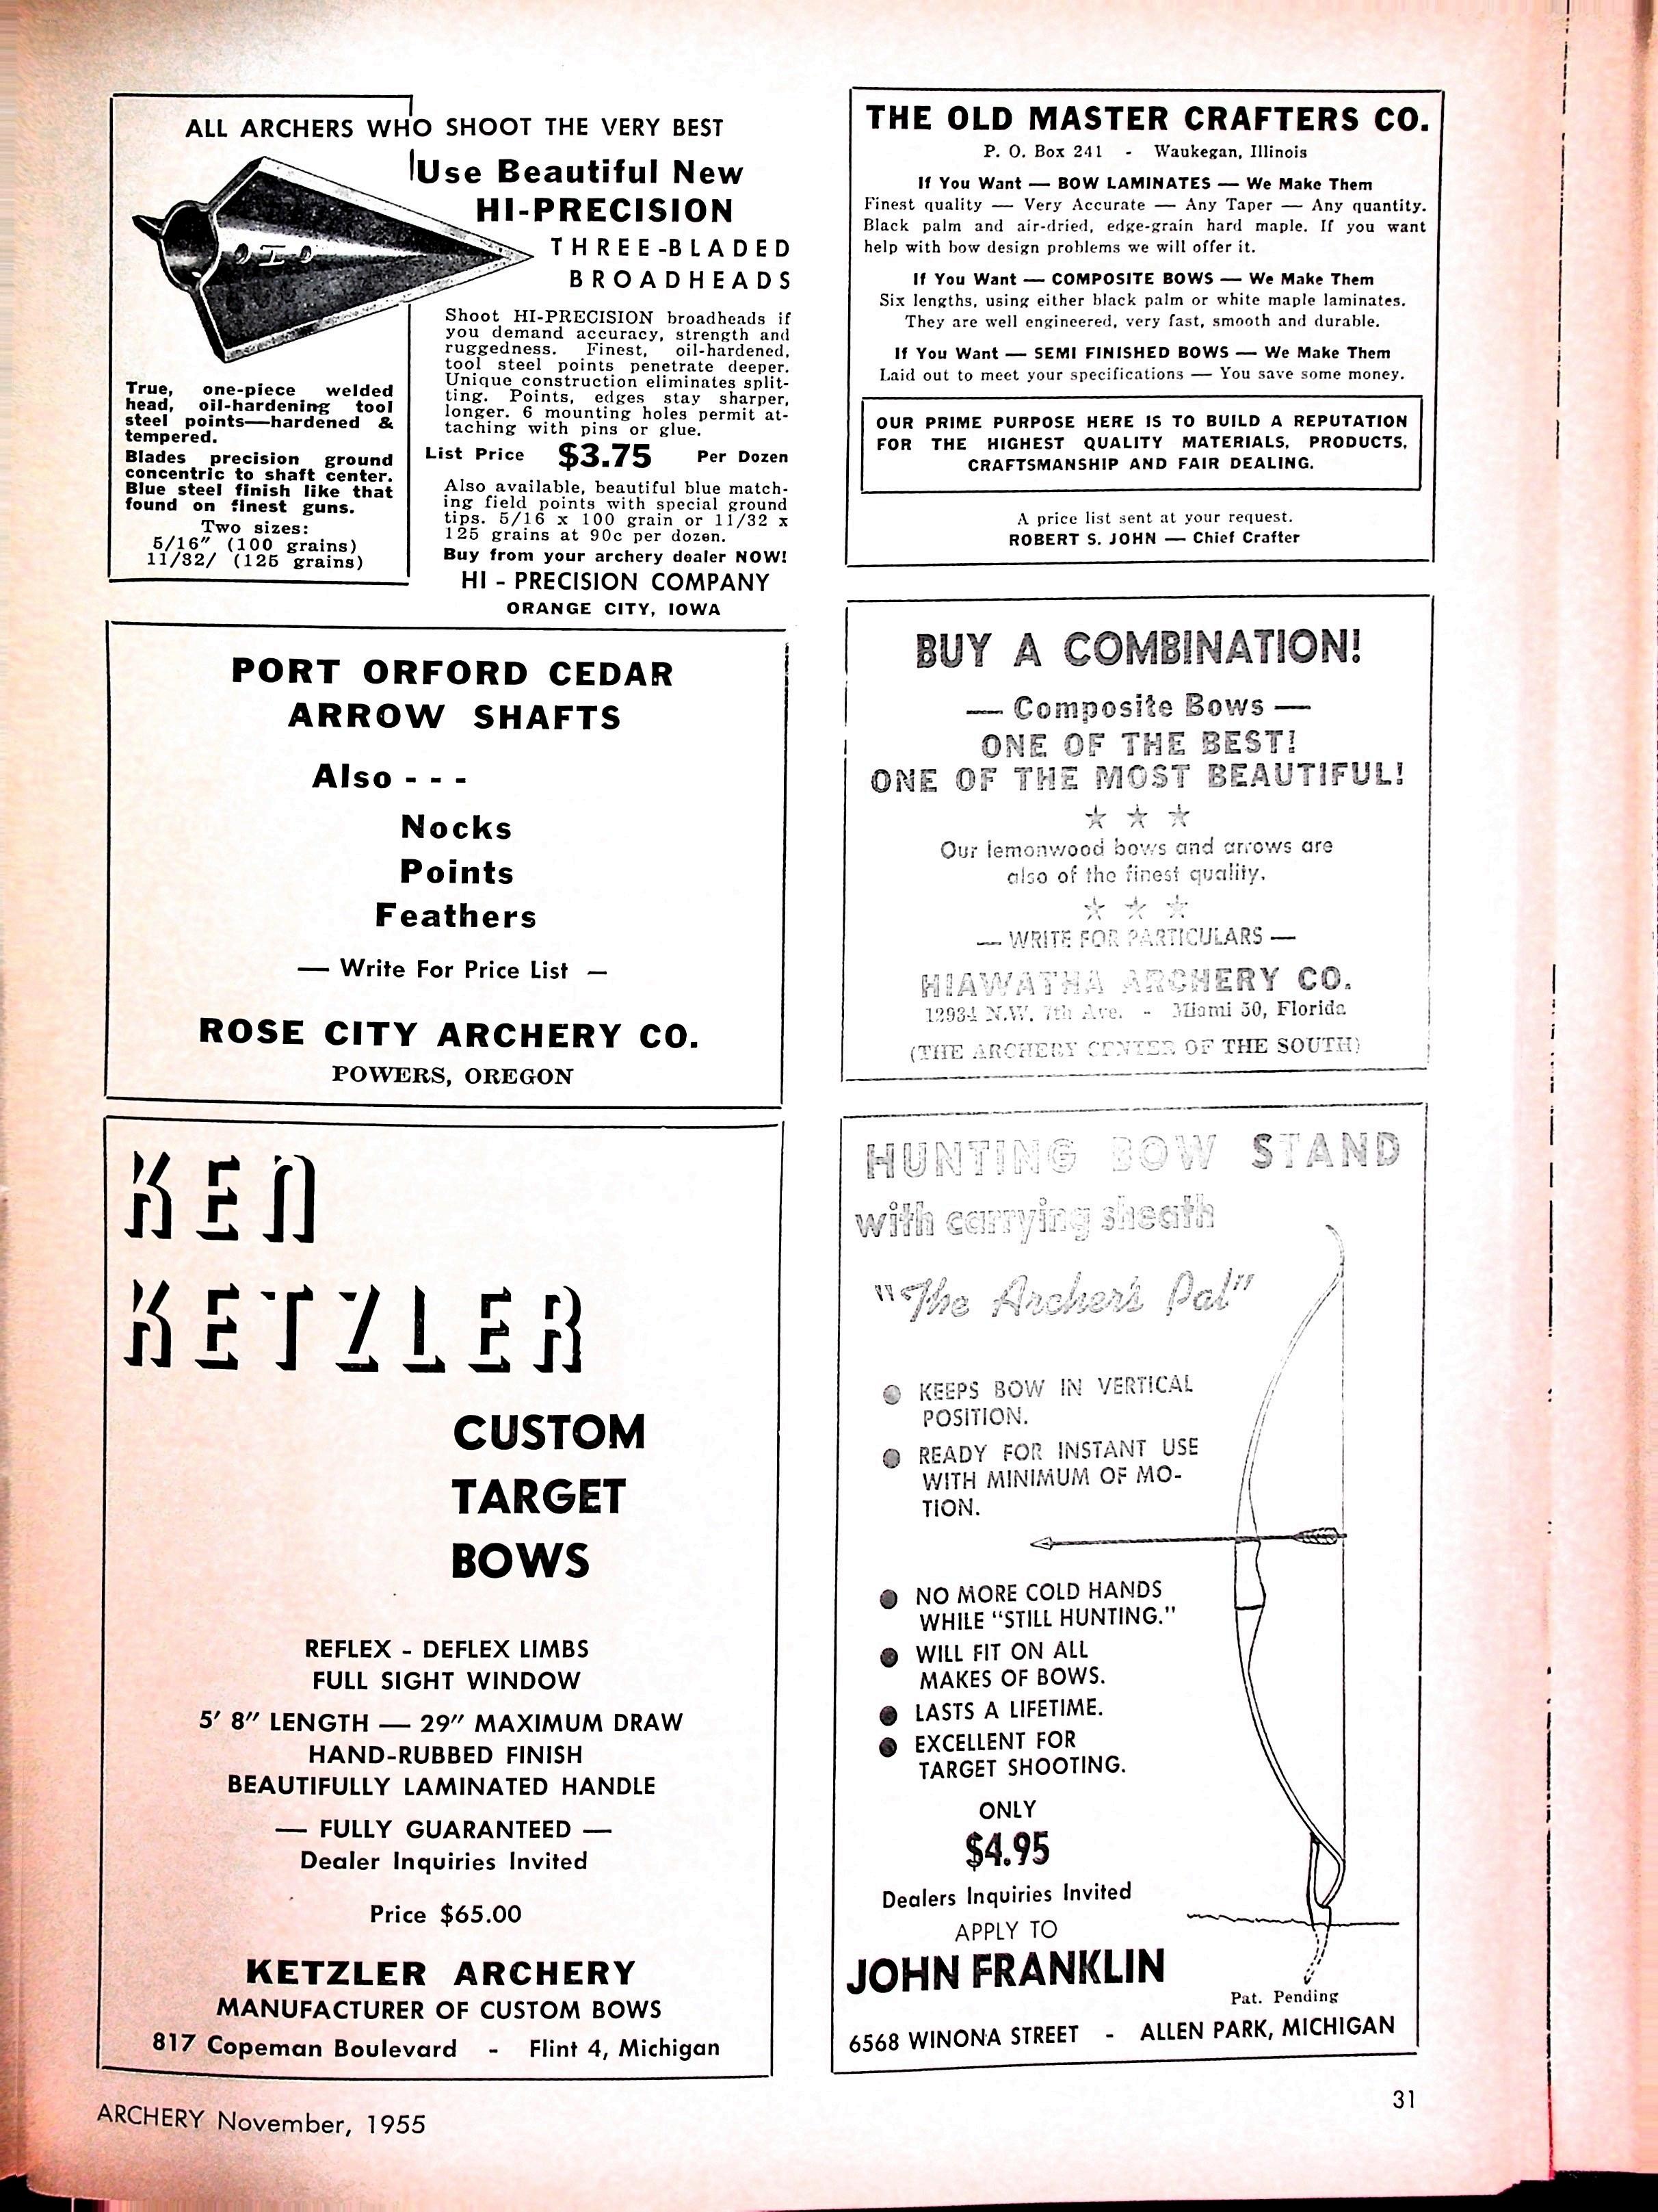 ALL ARCHERS WHO SHOOT THE VERY BEST
Use Beautiful New
HI-PRECISION
THREE-BLADED
BROADHEADS
True, one-piece welded
head, oil-hardening tool
steel points—hardened &
tempered.
Blades precision ground
concentric to shaft center.
Blue steel finish like that
found on finest guns.
Two sizes:
5/16″ (100 grains)
11/32/ (125 grains)
Shoot HI-PRECISION broadheads if
you demand accuracy, strength and
ruggedness. Finest, oil-hardened,
tool steel points penetrate deeper.
Unique construction eliminates split-
ting. Points, edges stay sharper,
longer. 6 mounting holes permit at-
taching with pins or glue.
List Price $3.75 Per Dozen
Also available, beautiful blue match-
ing field points with special ground
tips. 5/16 x 100 grain or 11/32 x
125 grains at 90c per dozen.
Buy from your archery dealer NOW!
HI - PRECISION COMPANY
ORANGE CITY, IOWA
PORT ORFORD CEDAR
ARROW SHAFTS
Also - - -
Nocks
Points
Feathers
— Write For Price List —
ROSE CITY ARCHERY CO.
POWERS, OREGON
KEN
KETZLER
CUSTOM
TARGET
BOWS
REFLEX - DEFLEX LIMBS
FULL SIGHT WINDOW
5′ 8″ LENGTH — 29″ MAXIMUM DRAW
HAND-RUBBED FINISH
BEAUTIFULLY LAMINATED HANDLE
— FULLY GUARANTEED —
Dealer Inquiries Invited
Price $65.00
KETZLER ARCHERY
MANUFACTURER OF CUSTOM BOWS
817 Copeman Boulevard - Flint 4, Michigan
THE OLD MASTER CRAFTERS CO.
P. O. Box 241 - Waukegan, Illinois
If You Want — BOW LAMINATES — We Make Them
Finest quality — Very Accurate — Any Taper — Any quantity.
Black palm and air-dried, edge-grain hard maple. If you want
help with bow design problems we will offer it.
If You Want — COMPOSITE BOWS — We Make Them
Six lengths, using either black palm or white maple laminates.
They are well engineered, very fast, smooth and durable.
If You Want — SEMI FINISHED BOWS — We Make Them
Laid out to meet your specifications — You save some money.
OUR PRIME PURPOSE HERE IS TO BUILD A REPUTATION
FOR THE HIGHEST QUALITY MATERIALS, PRODUCTS,
CRAFTSMANSHIP AND FAIR DEALING.
A price list sent at your request.
ROBERT S. JOHN — Chief Crafter
BUY A COMBINATION!
— Composite Bows —
ONE OF THE BEST!
ONE OF THE MOST BEAUTIFUL!
Our lemonwood bows and arrows are
also of the finest quality.
— WRITE FOR PARTICULARS —
HIAWATHA ARCHERY CO.
12934 N.W. 7th Ave. - Miami 50, Florida
(THE ARCHERY CENTER OF THE SOUTH)
HUNTING BOW STAND
with carrying sheath
"The Archer's Pal"
● KEEPS BOW IN VERTICAL
POSITION.
● READY FOR INSTANT USE
WITH MINIMUM OF MO-
TION.
● NO MORE COLD HANDS
WHILE "STILL HUNTING."
● WILL FIT ON ALL
MAKES OF BOWS.
● LASTS A LIFETIME.
● EXCELLENT FOR
TARGET SHOOTING.
ONLY
$4.95
Dealers Inquiries Invited
APPLY TO
JOHN FRANKLIN
Pat. Pending
6568 WINONA STREET - ALLEN PARK, MICHIGAN
ARCHERY November, 1955
31